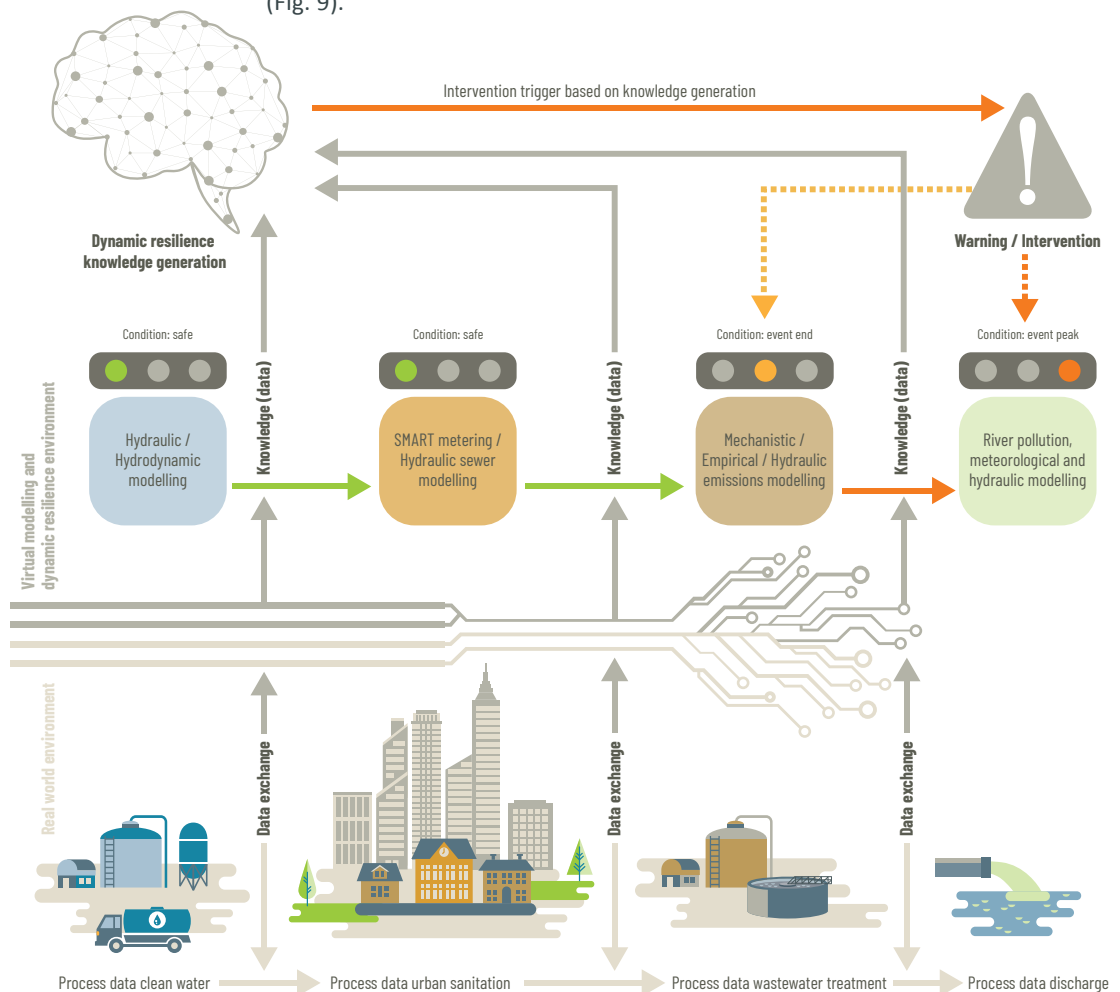 (Fig. 9).
Intervention trigger based on knowledge generation
Dynamic resilience
knowledge generation
Warning / Intervention
Condition: safe
Condition: safe
Condition: event end
Condition: event peak
Virtual modelling and
dynamic resilience environment
Hydraulic /
Hydrodynamic
modelling
Knowledge (data)
SMART metering /
Hydraulic sewer
modelling
Knowledge (data)
Mechanistic /
Empirical / Hydraulic
emissions modelling
Knowledge (data)
River pollution,
meteorological and
hydraulic modelling
Real world environment
Data exchange
Data exchange
Data exchange
Process data clean water
Process data urban sanitation
Process data wastewater treatment
Process data discharge